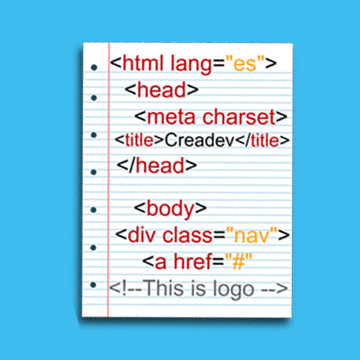 <html lang="es">
<head>
<meta charset>
<title>Creadev</title>
</head>
<body>
<div class="nav">
<a href="#"
<!--This is logo -->